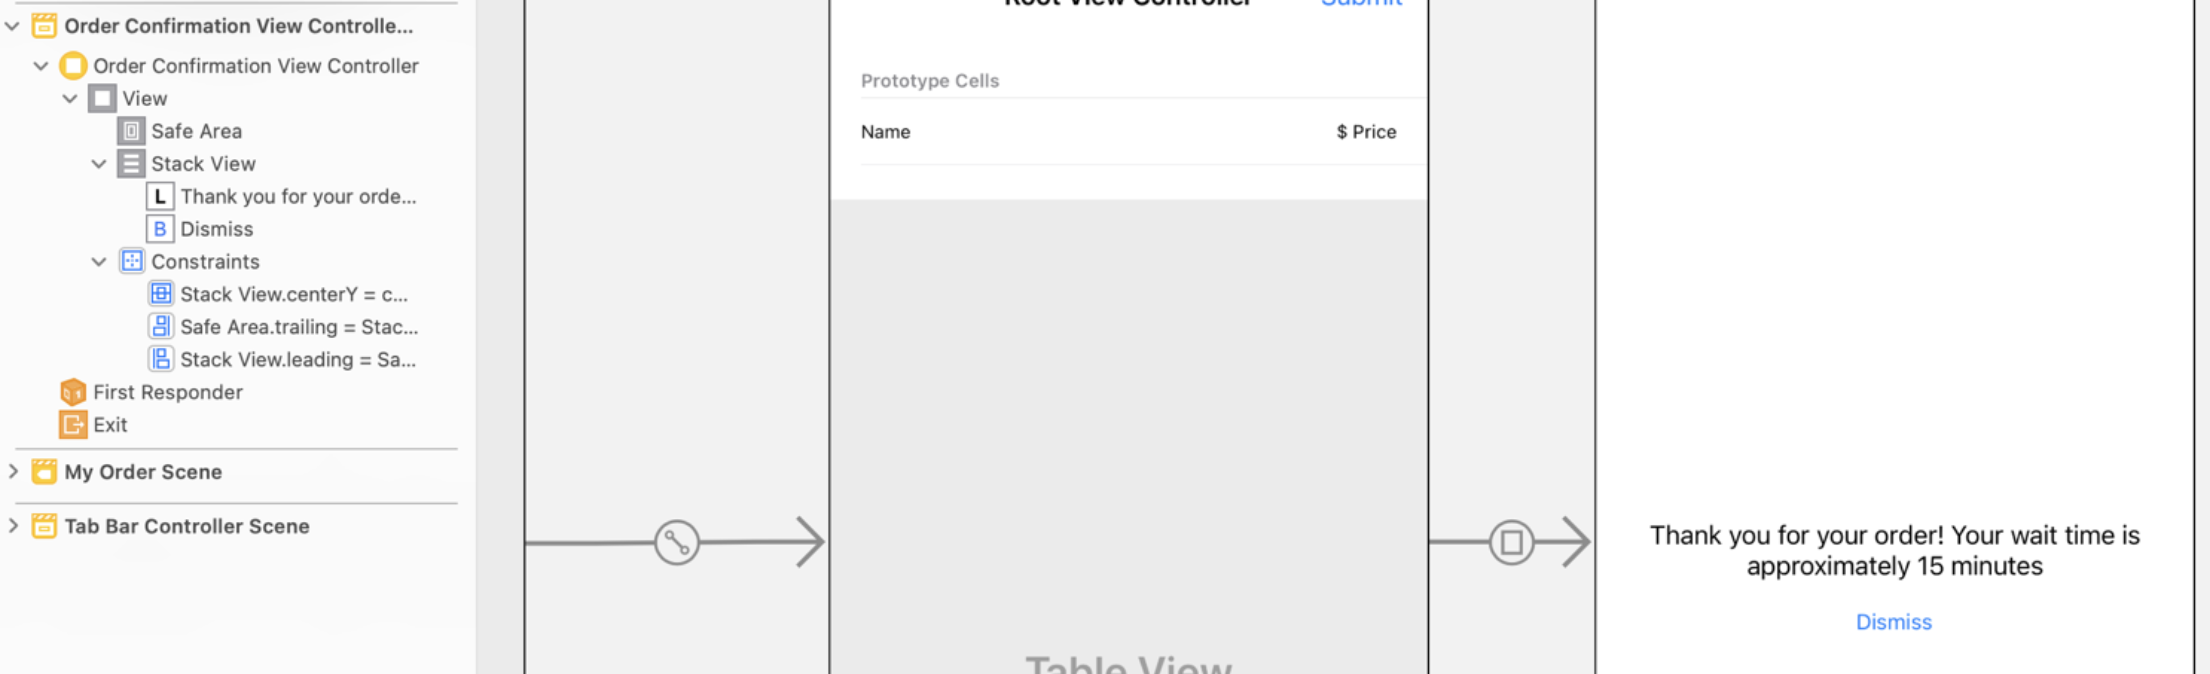 Order Confirmation View Controlle...
Order Confirmation View Controller
View
Safe Area
Stack View
L Thank you for your orde...
B Dismiss
Constraints
Stack View.centerY = c...
Safe Area.trailing = Stac...
Stack View.leading = Sa...
First Responder
Exit
My Order Scene
Tab Bar Controller Scene
Root View Controller
Submit
Prototype Cells
Name
$ Price
Table View
Thank you for your order! Your wait time is
approximately 15 minutes
Dismiss